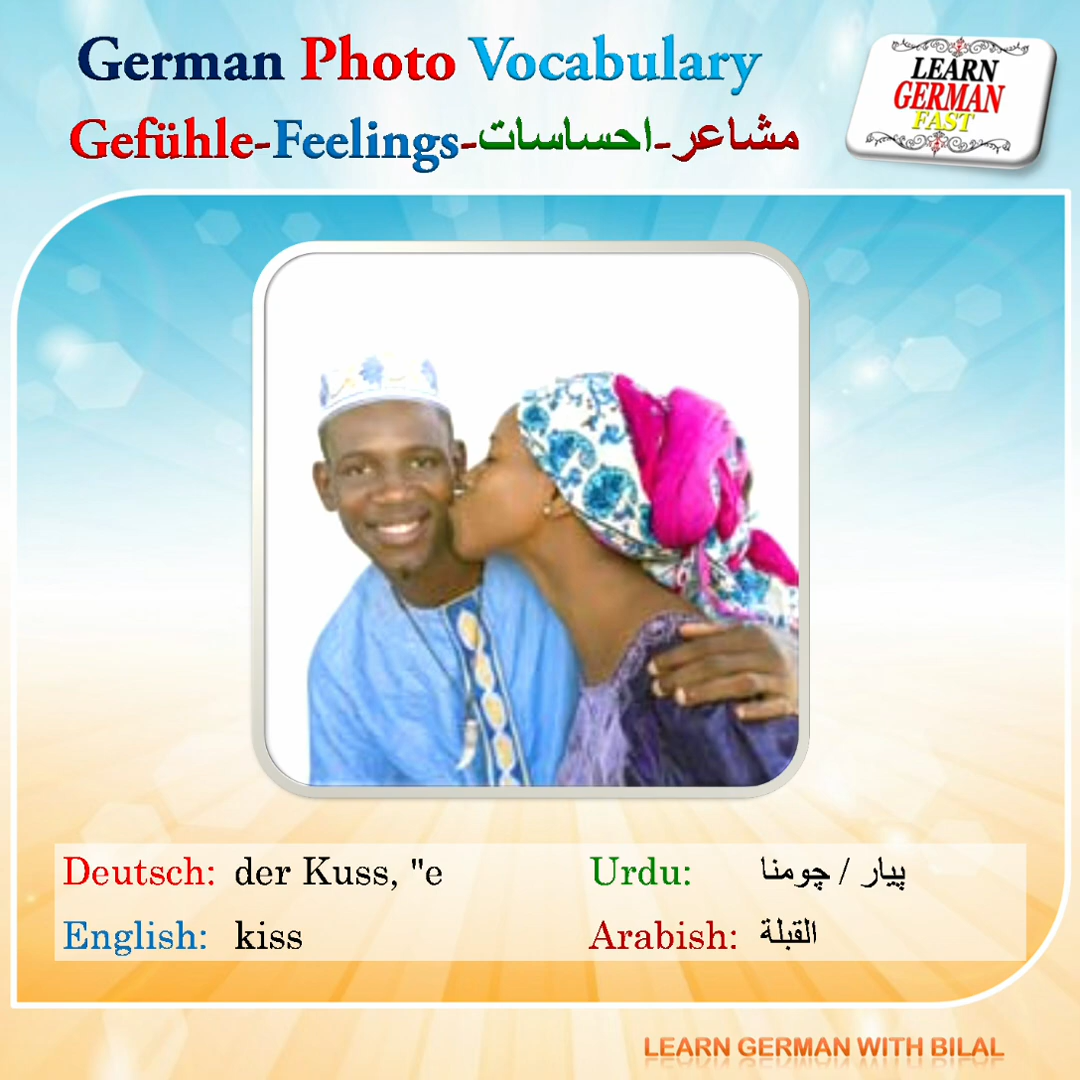 German Photo Vocabulary
Gefühle-Feelings-احساسات-مشاعر
LEARN
GERMAN
FAST
Deutsch: der Kuss, "e
Urdu: پیار / چومنا
English: kiss
Arabish: القبلة
LEARN GERMAN WITH BILAL